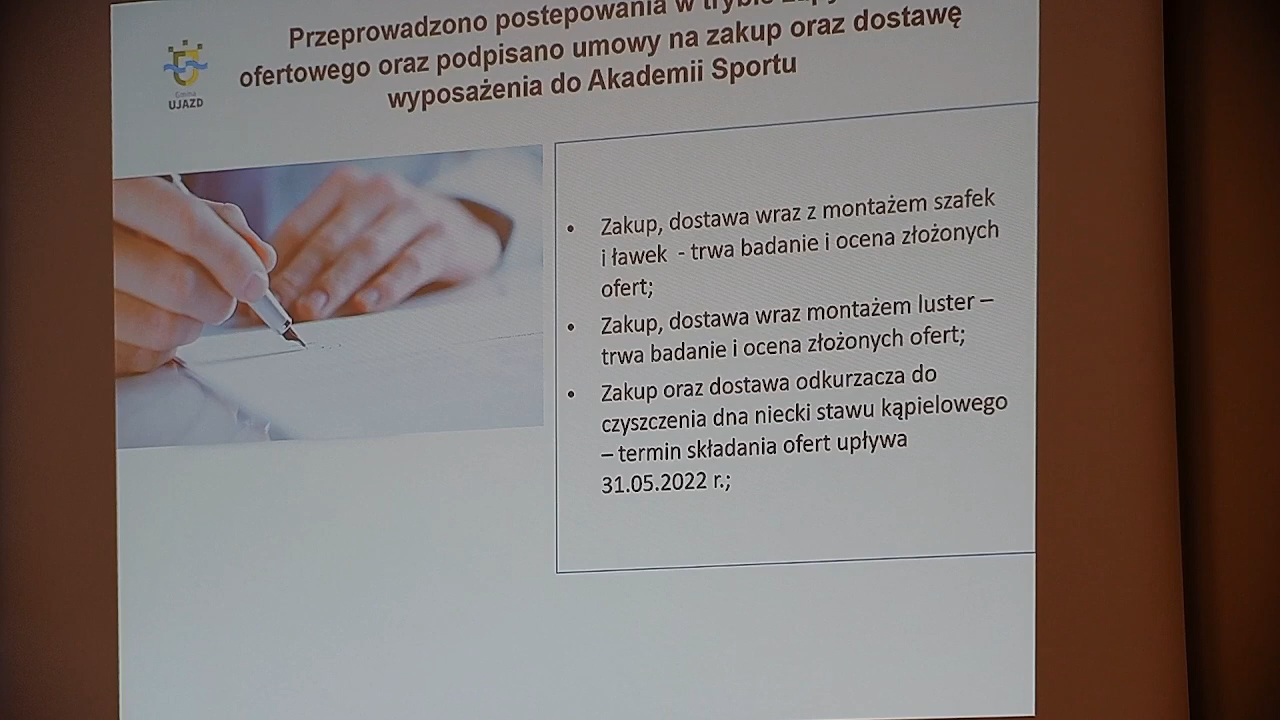 Przeprowadzono postepowania w trybie
ofertowego oraz podpisano umowy na zakup oraz dostawę
wyposażenia do Akademii Sportu
Gmina
UJAZD
• Zakup, dostawa wraz z montażem szafek
i ławek - trwa badanie i ocena złożonych
ofert;
• Zakup, dostawa wraz montażem luster –
trwa badanie i ocena złożonych ofert;
• Zakup oraz dostawa odkurzacza do
czyszczenia dna niecki stawu kąpielowego
– termin składania ofert upływa
31.05.2022 r.;